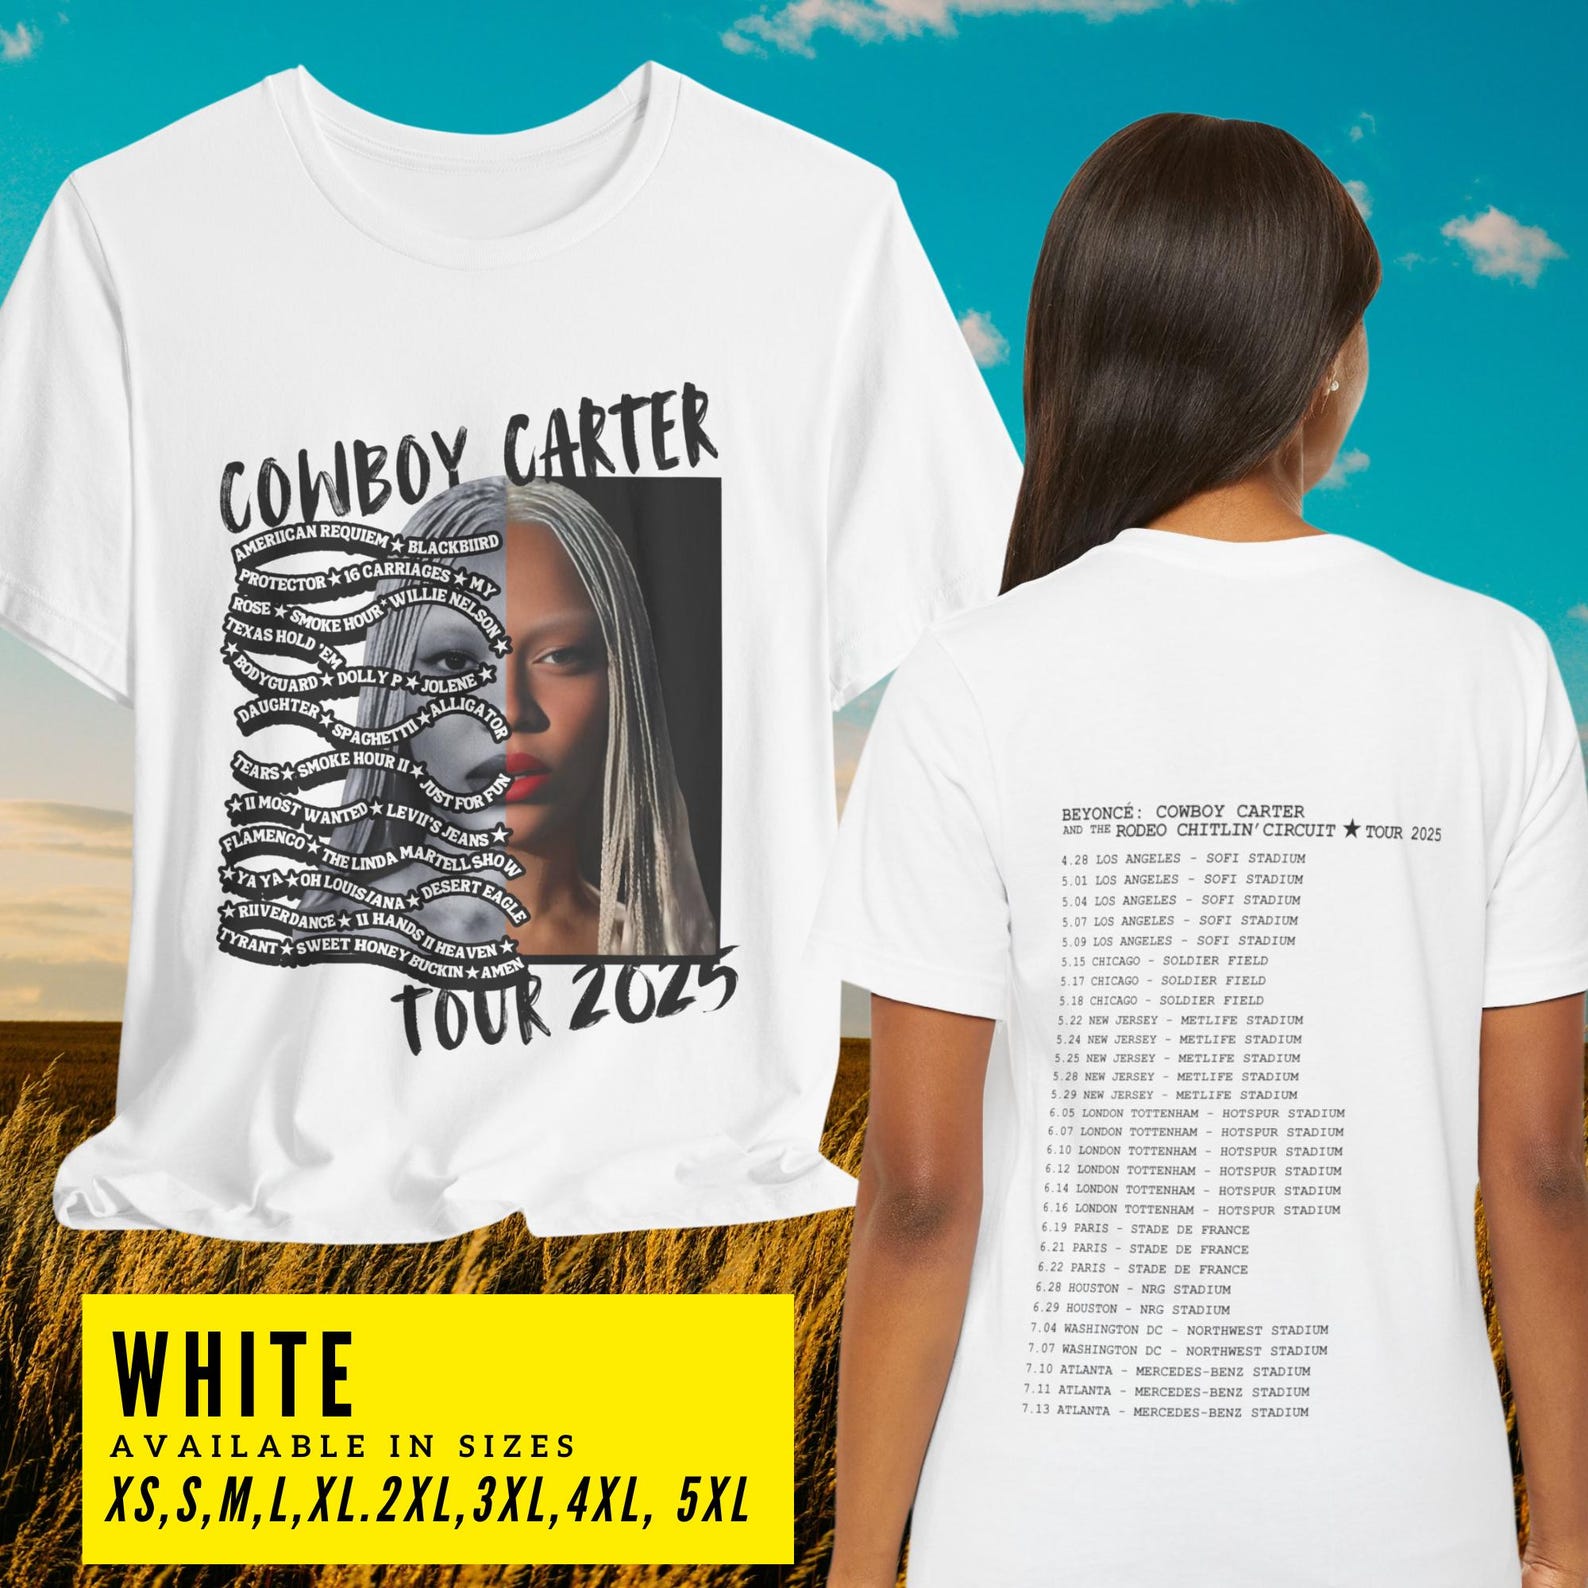 COWBOY CARTER
AMERIICAN REQUIEM ★ BLACKBIIRD
PROTECTOR ★ 16 CARRIAGES ★ MY
ROSE ★ SMOKE HOUR★WILLIE NELSON ★
TEXAS HOLD 'EM
★ BODYGUARD ★ DOLLY P ★ JOLENE ★
DAUGHTER ★ SPAGHETTII ★ ALLIIGATOR
TEARS ★ SMOKE HOUR II ★ JUST FOR FUN
★ II MOST WANTED ★ LEVII'S JEANS ★
FLAMENCO ★ THE LINDA MARTELL SHOW
★ YA YA ★ OH LOUISIANA ★ DESERT EAGLE
★ RIIVERDANCE ★ II HANDS II HEAVEN ★
TYRANT ★ SWEET HONEY BUCKIN ★ AMEN
TOUR 2025
BEYONCÉ: COWBOY CARTER
AND THE RODEO CHITLIN' CIRCUIT ★ TOUR 2025
4.28 LOS ANGELES - SOFI STADIUM
5.01 LOS ANGELES - SOFI STADIUM
5.04 LOS ANGELES - SOFI STADIUM
5.07 LOS ANGELES - SOFI STADIUM
5.09 LOS ANGELES - SOFI STADIUM
5.15 CHICAGO - SOLDIER FIELD
5.17 CHICAGO - SOLDIER FIELD
5.18 CHICAGO - SOLDIER FIELD
5.22 NEW JERSEY - METLIFE STADIUM
5.24 NEW JERSEY - METLIFE STADIUM
5.25 NEW JERSEY - METLIFE STADIUM
5.28 NEW JERSEY - METLIFE STADIUM
5.29 NEW JERSEY - METLIFE STADIUM
6.05 LONDON TOTTENHAM - HOTSPUR STADIUM
6.07 LONDON TOTTENHAM - HOTSPUR STADIUM
6.10 LONDON TOTTENHAM - HOTSPUR STADIUM
6.12 LONDON TOTTENHAM - HOTSPUR STADIUM
6.14 LONDON TOTTENHAM - HOTSPUR STADIUM
6.16 LONDON TOTTENHAM - HOTSPUR STADIUM
6.19 PARIS - STADE DE FRANCE
6.21 PARIS - STADE DE FRANCE
6.22 PARIS - STADE DE FRANCE
6.28 HOUSTON - NRG STADIUM
6.29 HOUSTON - NRG STADIUM
7.04 WASHINGTON DC - NORTHWEST STADIUM
7.07 WASHINGTON DC - NORTHWEST STADIUM
7.10 ATLANTA - MERCEDES-BENZ STADIUM
7.11 ATLANTA - MERCEDES-BENZ STADIUM
7.13 ATLANTA - MERCEDES-BENZ STADIUM
WHITE
AVAILABLE IN SIZES
XS,S,M,L,XL.2XL,3XL,4XL, 5XL